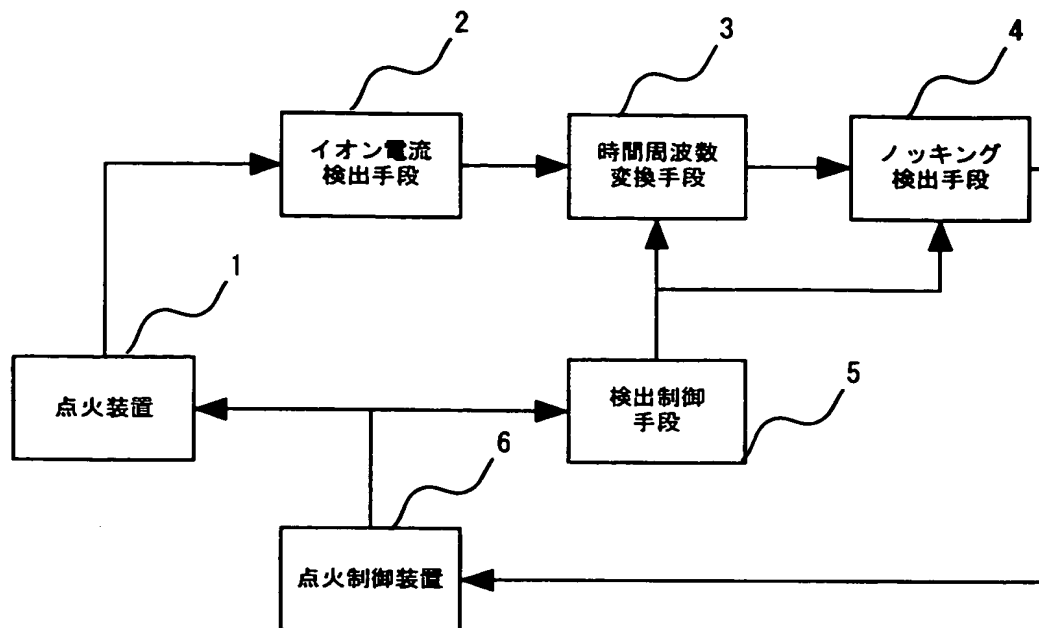 2
3
4
イオン電流
検出手段
時間周波数
変換手段
ノッキング
検出手段
1
点火装置
検出制御
手段
5
6
点火制御装置